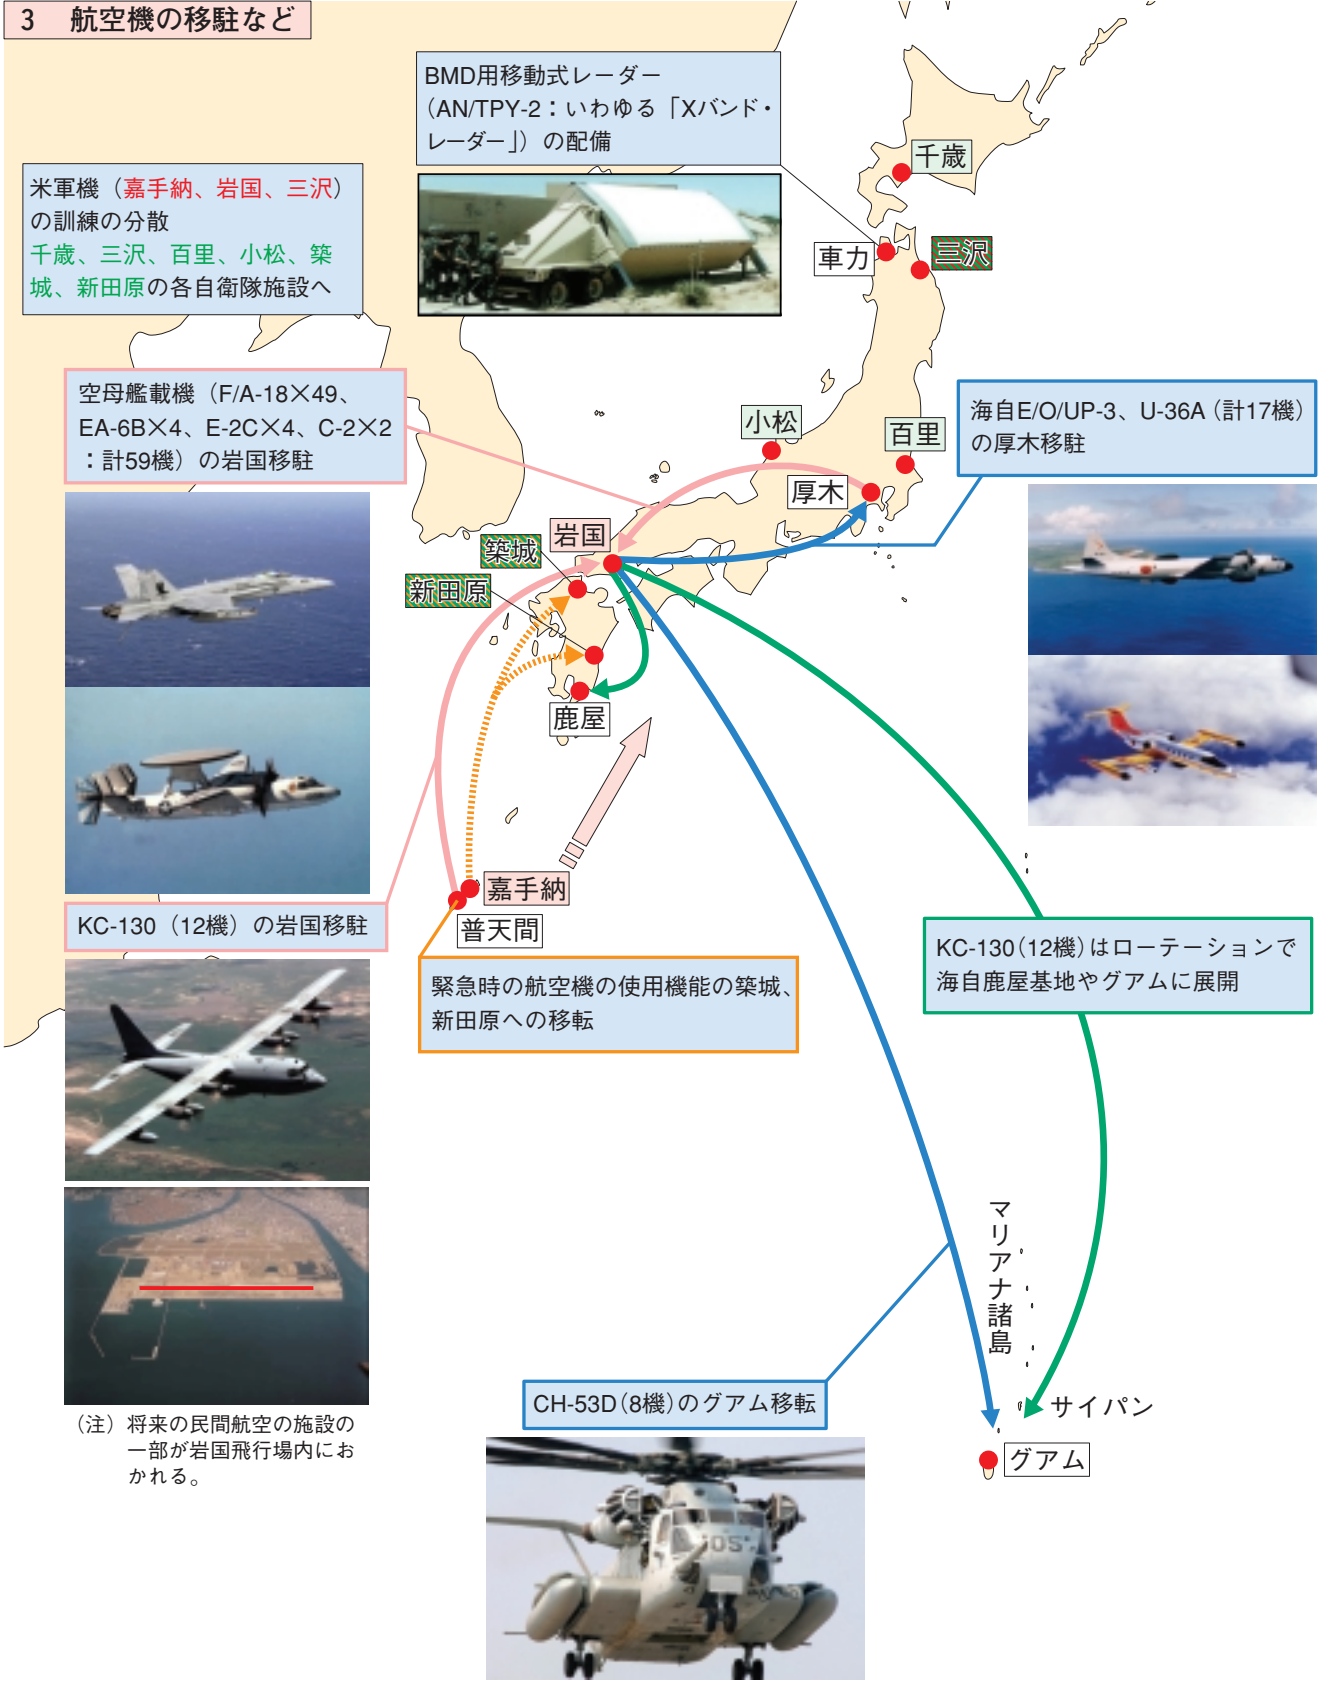 3 航空機の移駐など
BMD用移動式レーダー
（AN/TPY-2：いわゆる「Xバンド・
レーダー」）の配備
米軍機（嘉手納、岩国、三沢）
の訓練の分散
千歳、三沢、百里、小松、築
城、新田原の各自衛隊施設へ
千歳
車力
三沢
空母艦載機（F/A-18×49、
EA-6B×4、E-2C×4、C-2×2
：計59機）の岩国移駐
海自E/O/UP-3、U-36A（計17機）
の厚木移駐
小松
百里
厚木
岩国
築城
新田原
鹿屋
嘉手納
普天間
KC-130（12機）の岩国移駐
緊急時の航空機の使用機能の築城、
新田原への移転
KC-130（12機）はローテーションで
海自鹿屋基地やグアムに展開
マリアナ諸島
CH-53D（8機）のグアム移転
サイパン
グアム
（注）将来の民間航空の施設の
一部が岩国飛行場内にお
かれる。
05